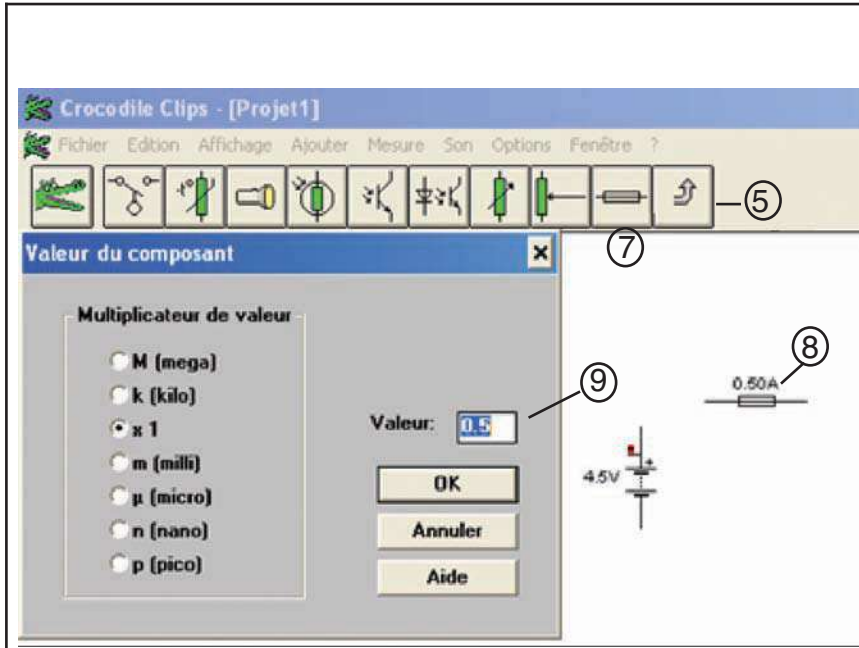 Crocodile Clips - [Projet1]
Fichier Edition Affichage Ajouter Mesure Son Options Fenêtre ?
-t°
5
7
Valeur du composant
Multiplicateur de valeur
M (mega)
k (kilo)
x 1
m (milli)
µ (micro)
n (nano)
p (pico)
Valeur: 0.5
9
OK
Annuler
Aide
8
0.50A
4.5V
+